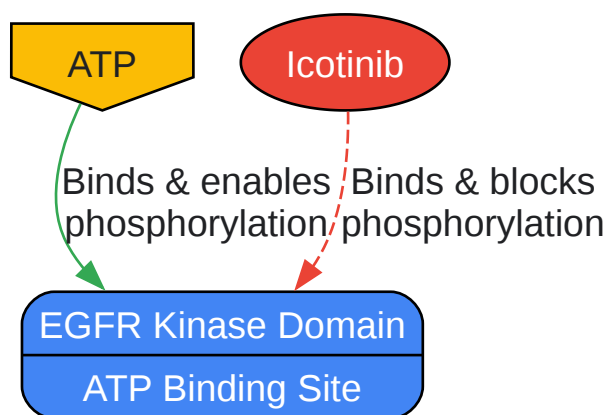 ATP
Icotinib
Binds & enables
phosphorylation
Binds & blocks
phosphorylation
EGFR Kinase Domain
ATP Binding Site